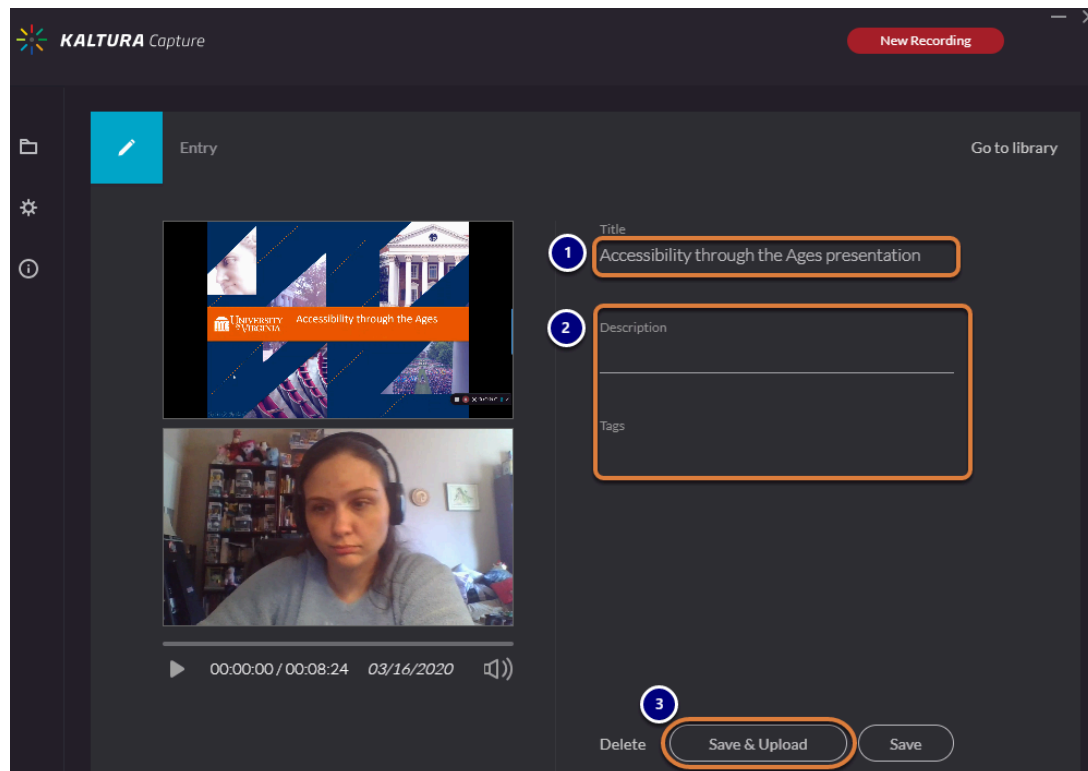 KALTURA Capture
New Recording
Entry
Go to library
UNIVERSITY of VIRGINIA
Accessibility through the Ages
00:00:00 / 00:08:24 03/16/2020
1
Title
Accessibility through the Ages presentation
2
Description
Tags
3
Delete
Save & Upload
Save